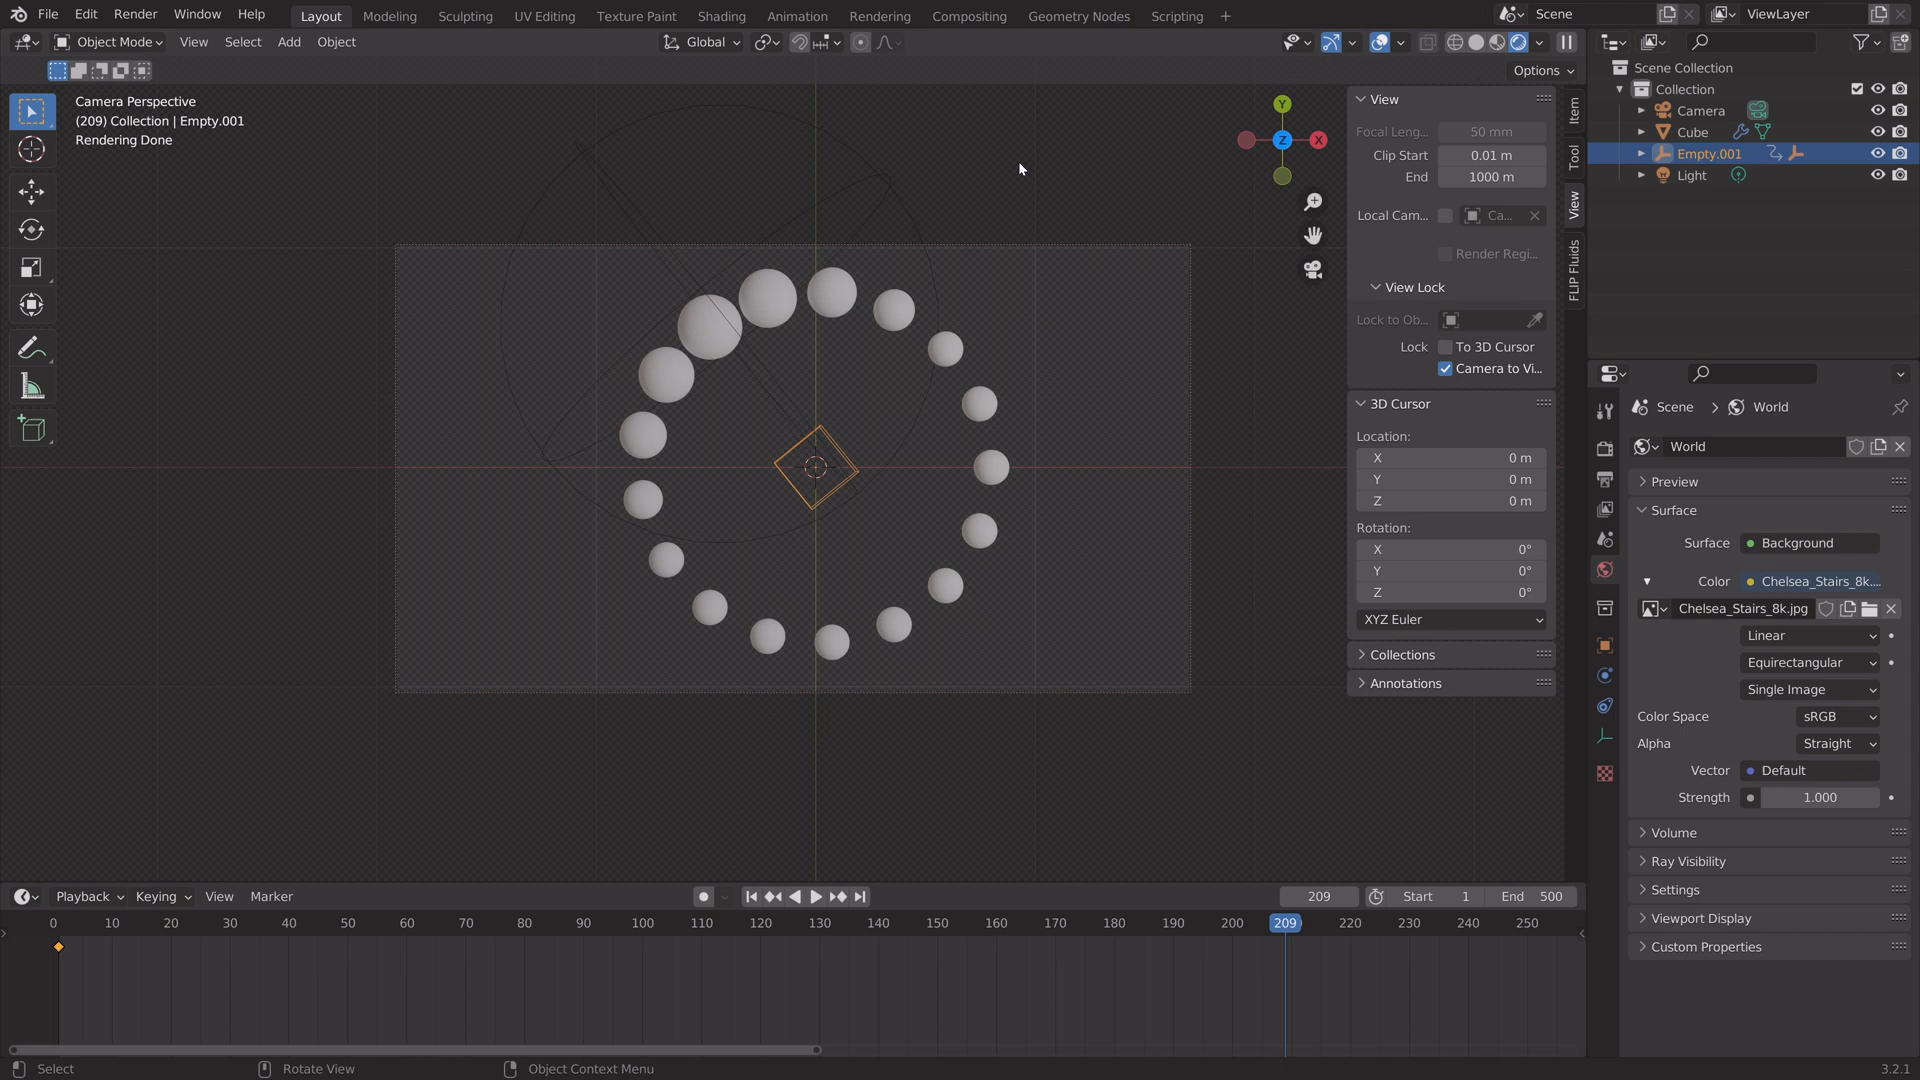 File Edit Render Window Help Layout Modeling Sculpting UV Editing Texture Paint Shading Animation Rendering Compositing Geometry Nodes Scripting + Scene ViewLayer
Object Mode View Select Add Object Global
Options
Camera Perspective
(209) Collection | Empty.001
Rendering Done
Y
Z
X
View
Focal Leng... 50 mm
Clip Start 0.01 m
End 1000 m
Local Cam... Ca...
Render Regi...
View Lock
Lock to Ob...
Lock To 3D Cursor
Camera to Vi...
3D Cursor
Location:
X 0 m
Y 0 m
Z 0 m
Rotation:
X 0°
Y 0°
Z 0°
XYZ Euler
Collections
Annotations
Item
Tool
View
FLIP Fluids
Scene Collection
Collection
Camera
Cube
Empty.001
Light
Scene > World
World
Preview
Surface
Surface Background
Color Chelsea_Stairs_8k....
Chelsea_Stairs_8k.jpg
Linear
Equirectangular
Single Image
Color Space sRGB
Alpha Straight
Vector Default
Strength 1.000
Volume
Ray Visibility
Settings
Viewport Display
Custom Properties
Playback Keying View Marker 209 Start 1 End 500
0 10 20 30 40 50 60 70 80 90 100 110 120 130 140 150 160 170 180 190 200 209 220 230 240 250
Select Rotate View Object Context Menu 3.2.1